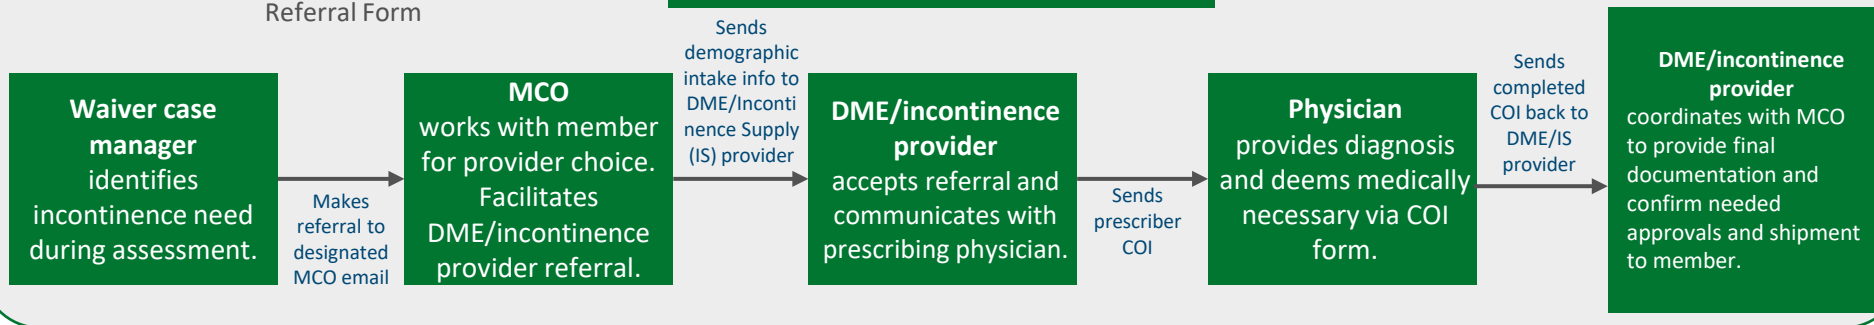 Referral Form
Waiver case
manager
identifies
incontinence need
during assessment.
Makes
referral to
designated
MCO email
MCO
works with member
for provider choice.
Facilitates
DME/incontinence
provider referral.
Sends
demographic
intake info to
DME/Inconti
nence Supply
(IS) provider
DME/incontinence
provider
accepts referral and
communicates with
prescribing physician.
Sends
prescriber
COI
Physician
provides diagnosis
and deems medically
necessary via COI
form.
Sends
completed
COI back to
DME/IS
provider
DME/incontinence
provider
coordinates with MCO
to provide final
documentation and
confirm needed
approvals and shipment
to member.